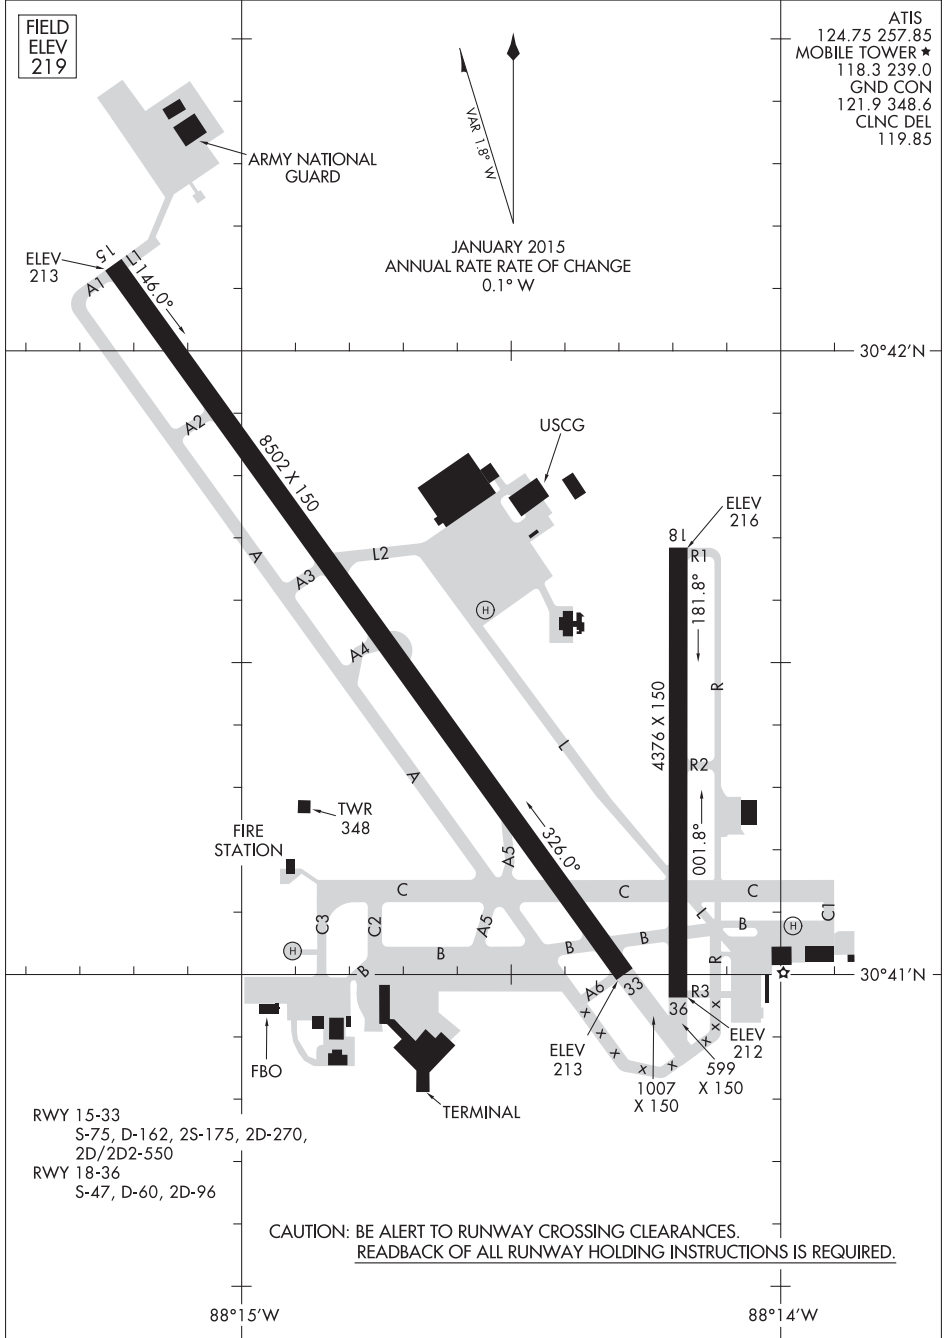 FIELD
ELEV
219
ATIS
124.75 257.85
MOBILE TOWER ★
118.3 239.0
GND CON
121.9 348.6
CLNC DEL
119.85
VAR 1.8° W
JANUARY 2015
ANNUAL RATE RATE OF CHANGE
0.1° W
ARMY NATIONAL
GUARD
ELEV
213
15
L1
A1
146.0°
30°42'N
A2
8502 X 150
USCG
ELEV
216
18
R1
A
L2
A3
H
181.8°
A4
R
4376 X 150
L
R2
A
TWR
348
FIRE
STATION
326.0°
001.8°
A5
C
C
C
C3
C2
A5
L
B
C1
H
H
B
B
B
B
R
30°41'N
A6
33
R3
36
x x x x x x x x
ELEV
213
ELEV
212
FBO
1007
X 150
599
X 150
TERMINAL
RWY 15-33
S-75, D-162, 2S-175, 2D-270,
2D/2D2-550
RWY 18-36
S-47, D-60, 2D-96
CAUTION: BE ALERT TO RUNWAY CROSSING CLEARANCES.
READBACK OF ALL RUNWAY HOLDING INSTRUCTIONS IS REQUIRED.
88°15'W
88°14'W